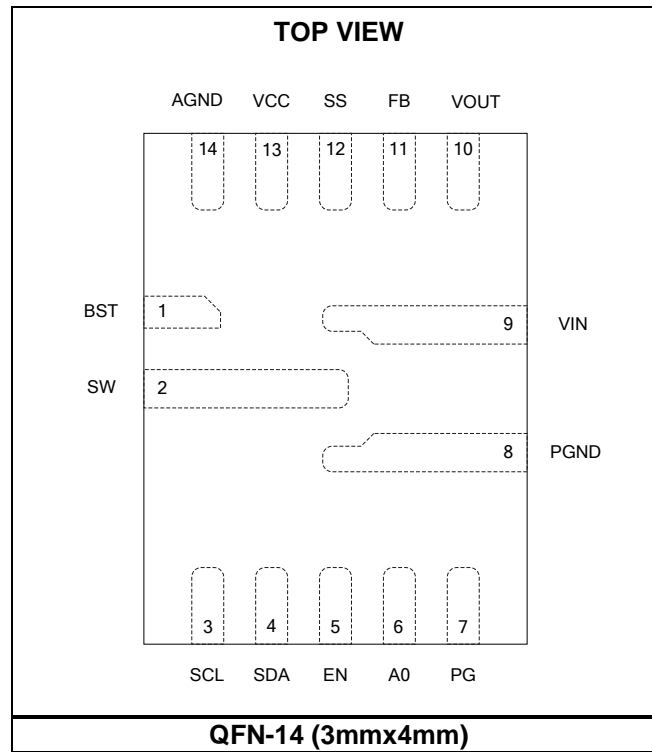 TOP VIEW
AGND VCC SS FB VOUT
14 13 12 11 10
BST 1 9 VIN
SW 2
8 PGND
3 4 5 6 7
SCL SDA EN A0 PG
QFN-14 (3mmx4mm)